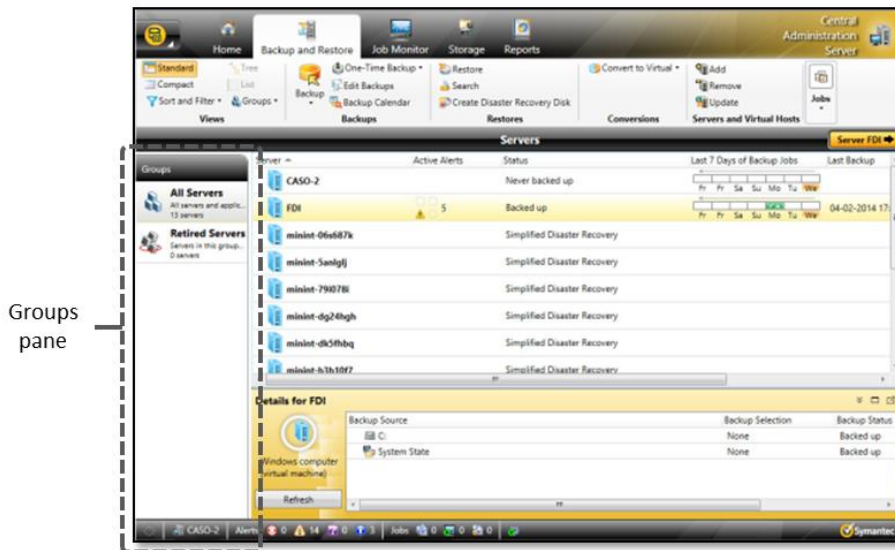 Central
Administration
Server
Home
Backup and Restore
Job Monitor
Storage
Reports
Standard
Tree
Compact
List
Sort and Filter
Groups
Views
Backup
One-Time Backup
Edit Backups
Backup Calendar
Backups
Restore
Search
Create Disaster Recovery Disk
Restores
Convert to Virtual
Conversions
Add
Remove
Update
Servers and Virtual Hosts
Jobs
Servers
Server FDI
Groups
All Servers
All servers and applic...
13 servers
Retired Servers
Servers in this group...
0 servers
Groups
pane
Server Active Alerts Status Last 7 Days of Backup Jobs Last Backup
CASO-2 Never backed up
Fr Fr Sa Su Mo Tu We
FDI 5 Backed up 04-02-2014 17:
Fr Fr Sa Su Mo Tu We
minint-06s687k Simplified Disaster Recovery
minint-5anlglj Simplified Disaster Recovery
minint-79l078i Simplified Disaster Recovery
minint-dg24hgh Simplified Disaster Recovery
minint-dk5fhbq Simplified Disaster Recovery
minint-h3h10f7 Simplified Disaster Recovery
Details for FDI
Windows computer
(virtual machine)
Refresh
Backup Source Backup Selection Backup Status
C: None Backed up
System State None Backed up
CASO-2 Alerts 0 14 0 3 Jobs 0 0 0
Symantec